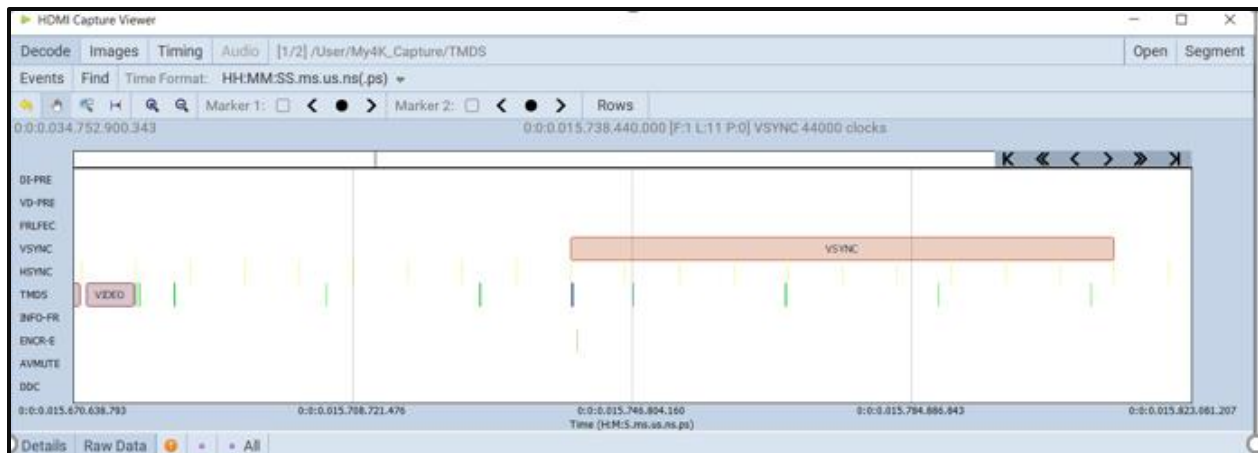 HDMI Capture Viewer
Decode Images Timing Audio [1/2] /User/My4K_Capture/TMDS Open Segment
Events Find Time Format: HH:MM:SS.ms.us.ns(.ps)
Marker 1: Marker 2: Rows
0:0:0.034.752.900.343 0:0:0.015.738.440.000 [F:1 L:11 P:0] VSYNC 44000 clocks
DI-PRE
VD-PRE
FRLFEC
VSYNC VSYNC
HSYNC
TMDS VIDEO
INFO-FR
ENCR-E
AVMUTE
DDC
0:0:0.015.670.638.793 0:0:0.015.708.721.476 0:0:0.015.746.804.160 0:0:0.015.784.886.843 0:0:0.015.823.061.207
Time (H:M:S.ms.us.ns.ps)
Details Raw Data All